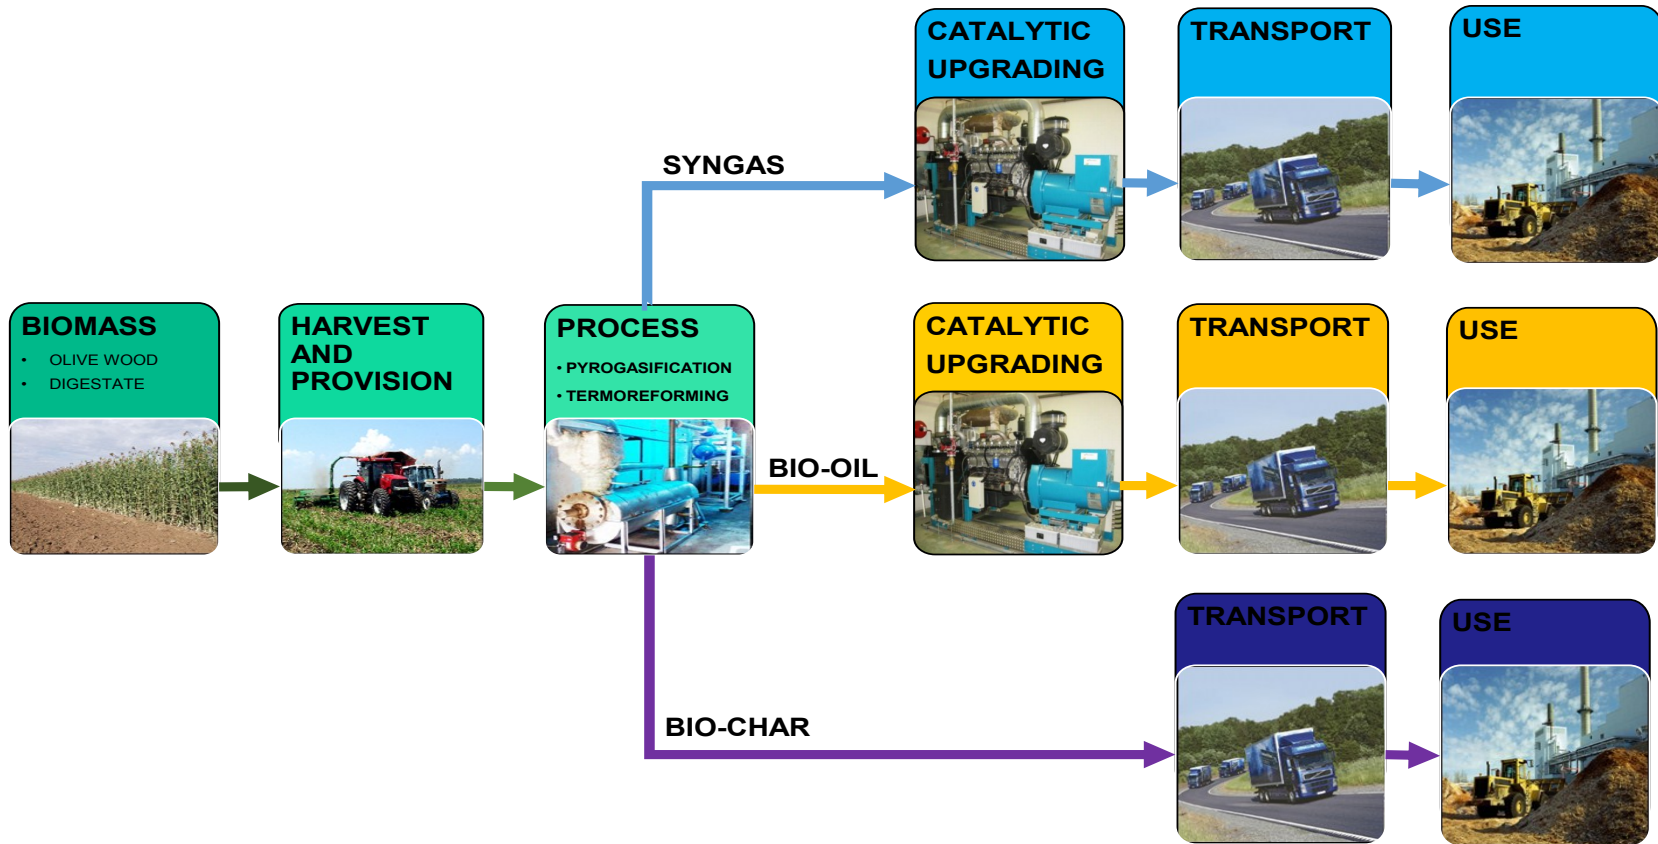 CATALYTIC
UPGRADING
TRANSPORT
USE
SYNGAS
BIOMASS
• OLIVE WOOD
• DIGESTATE
HARVEST
AND
PROVISION
PROCESS
• PYROGASIFICATION
• TERMOREFORMING
CATALYTIC
UPGRADING
TRANSPORT
USE
BIO-OIL
TRANSPORT
USE
BIO-CHAR